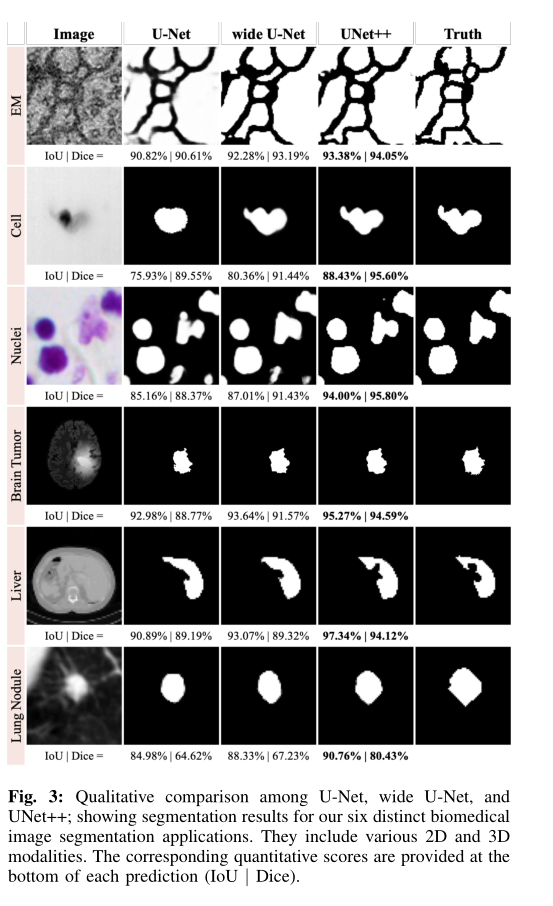 Image U-Net wide U-Net UNet++ Truth
EM
IoU | Dice = 90.82% | 90.61% 92.28% | 93.19% 93.38% | 94.05%
Cell
IoU | Dice = 75.93% | 89.55% 80.36% | 91.44% 88.43% | 95.60%
Nuclei
IoU | Dice = 85.16% | 88.37% 87.01% | 91.43% 94.00% | 95.80%
Brain Tumor
IoU | Dice = 92.98% | 88.77% 93.64% | 91.57% 95.27% | 94.59%
Liver
IoU | Dice = 90.89% | 89.19% 93.07% | 89.32% 97.34% | 94.12%
Lung Nodule
IoU | Dice = 84.98% | 64.62% 88.33% | 67.23% 90.76% | 80.43%
Fig. 3: Qualitative comparison among U-Net, wide U-Net, and
UNet++; showing segmentation results for our six distinct biomedical
image segmentation applications. They include various 2D and 3D
modalities. The corresponding quantitative scores are provided at the
bottom of each prediction (IoU | Dice).